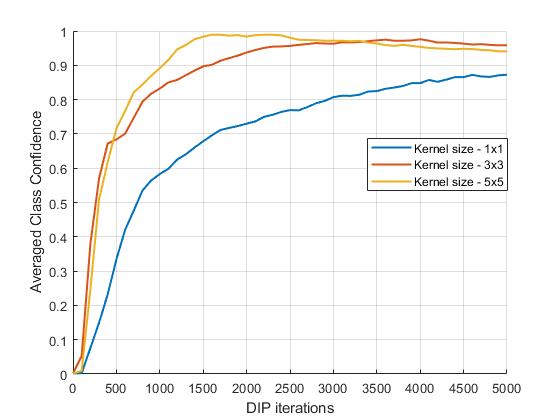 1
0.9
0.8
0.7
0.6
0.5
0.4
0.3
0.2
0.1
0
Averaged Class Confidence
Kernel size - 1x1
Kernel size - 3x3
Kernel size - 5x5
0 500 1000 1500 2000 2500 3000 3500 4000 4500 5000
DIP iterations